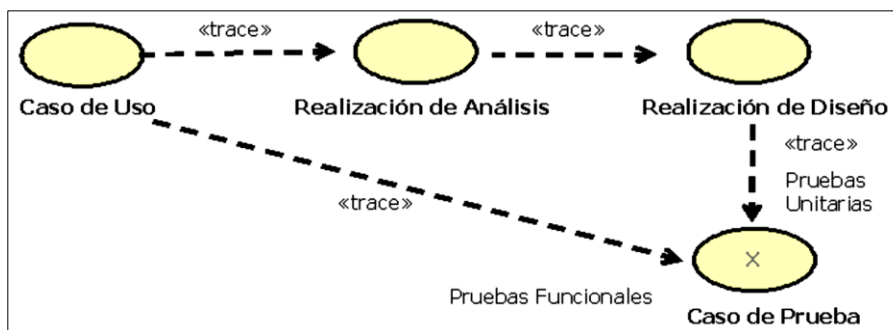 «trace»
«trace»
Caso de Uso
Realización de Análisis
Realización de Diseño
«trace»
Pruebas
Unitarias
«trace»
X
Pruebas Funcionales
Caso de Prueba